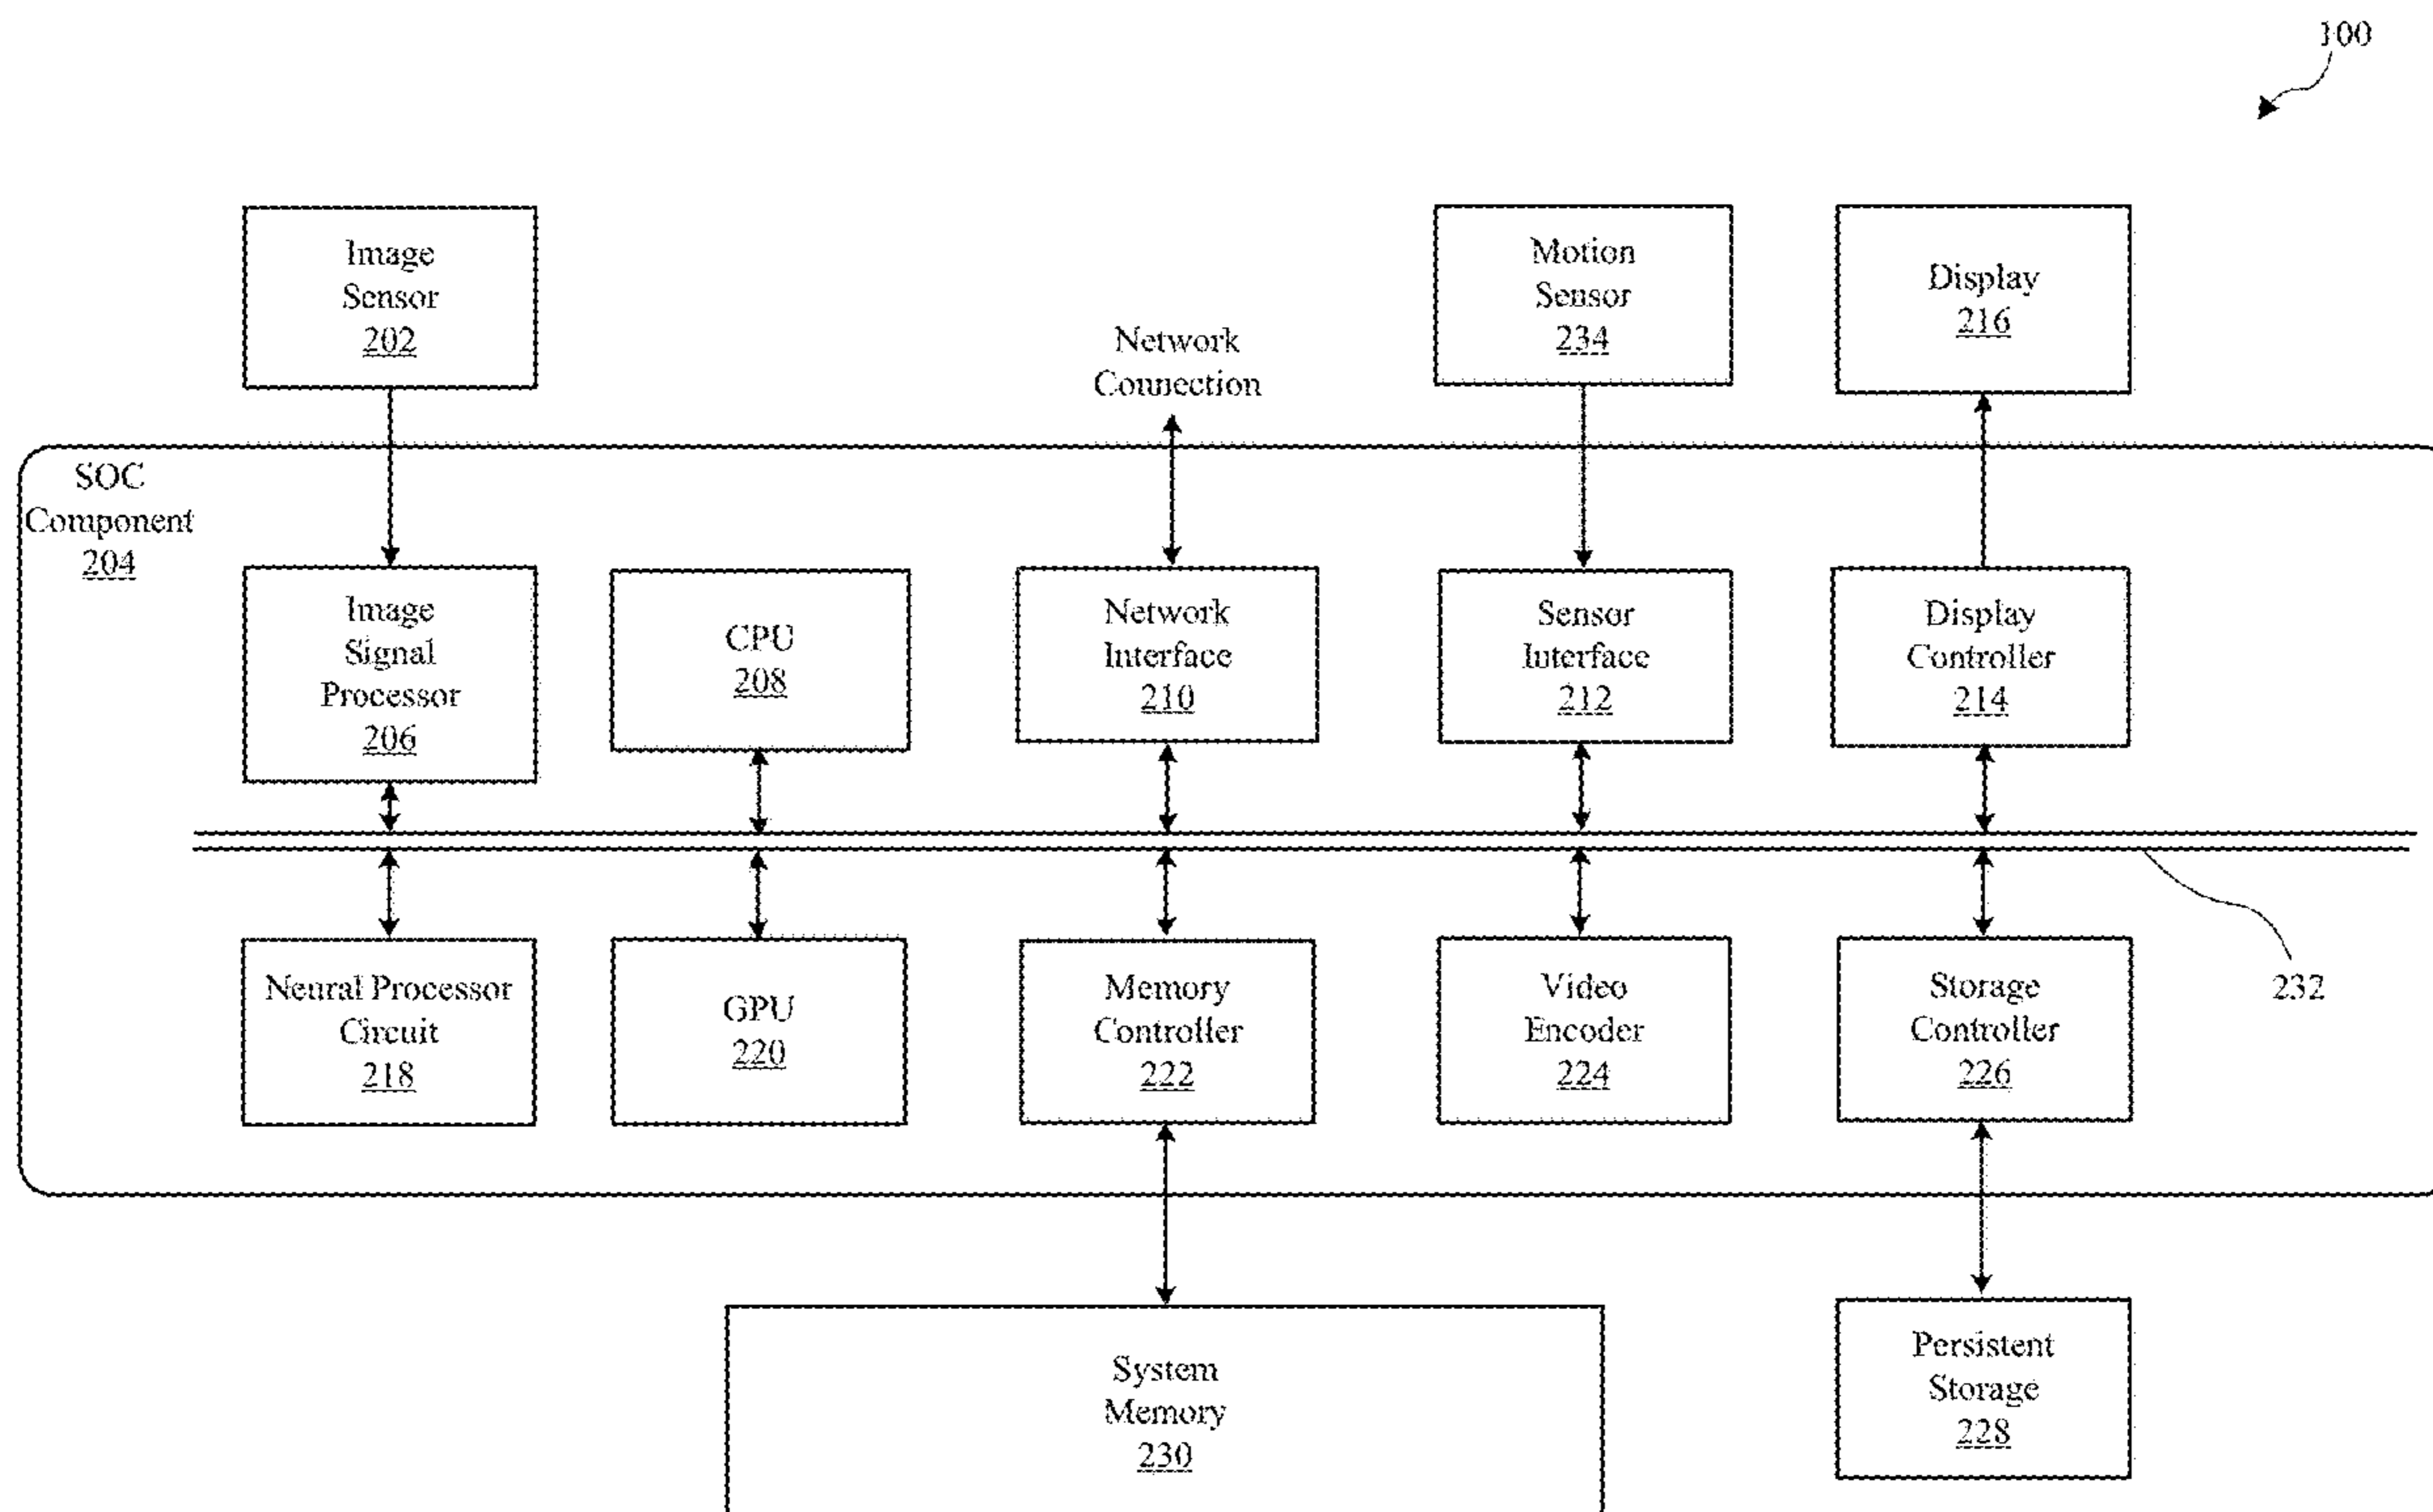 100
Image
Sensor
202
Motion
Sensor
234
Display
216
Network
Connection
SOC
Component
204
Image
Signal
Processor
206
CPU
208
Network
Interface
210
Sensor
Interface
212
Display
Controller
214
Neural Processor
Circuit
218
GPU
220
Memory
Controller
222
Video
Encoder
224
Storage
Controller
226
232
System
Memory
230
Persistent
Storage
228